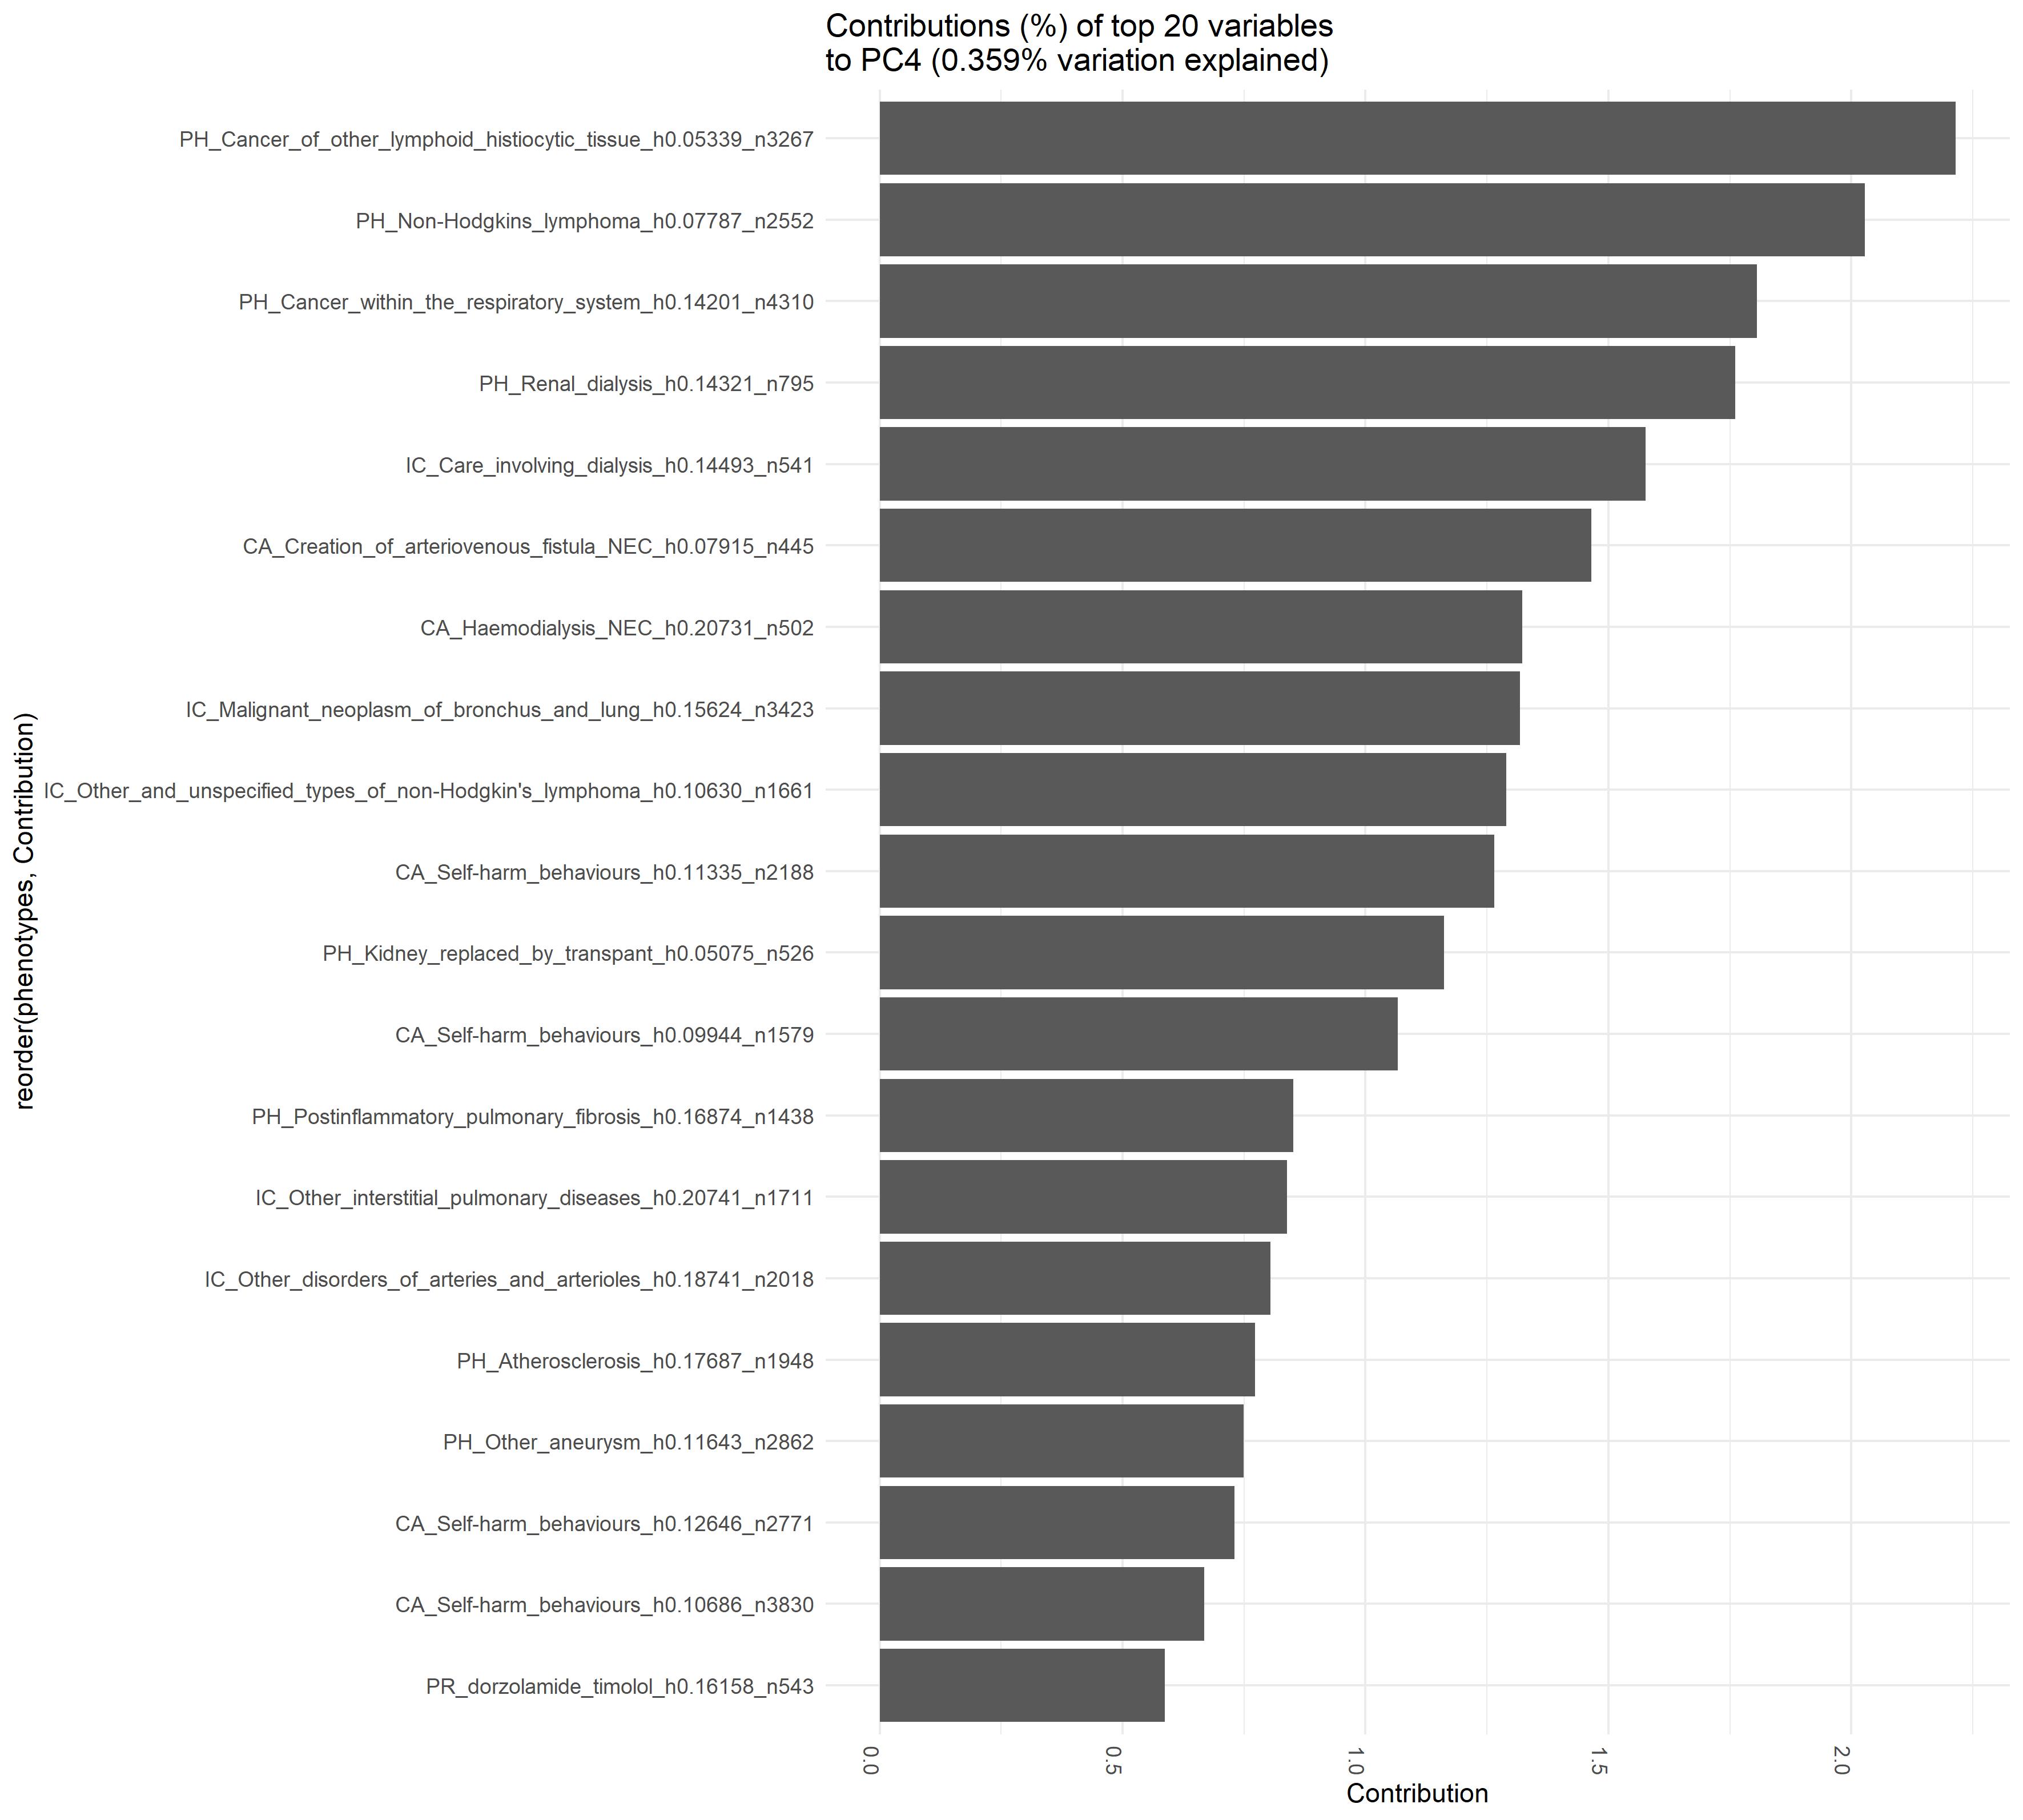 Contributions (%) of top 20 variables
to PC4 (0.359% variation explained)
PH_Cancer_of_other_lymphoid_histiocytic_tissue_h0.05339_n3267
PH_Non-Hodgkins_lymphoma_h0.07787_n2552
PH_Cancer_within_the_respiratory_system_h0.14201_n4310
PH_Renal_dialysis_h0.14321_n795
IC_Care_involving_dialysis_h0.14493_n541
CA_Creation_of_arteriovenous_fistula_NEC_h0.07915_n445
CA_Haemodialysis_NEC_h0.20731_n502
IC_Malignant_neoplasm_of_bronchus_and_lung_h0.15624_n3423
IC_Other_and_unspecified_types_of_non-Hodgkin's_lymphoma_h0.10630_n1661
CA_Self-harm_behaviours_h0.11335_n2188
PH_Kidney_replaced_by_transpant_h0.05075_n526
CA_Self-harm_behaviours_h0.09944_n1579
PH_Postinflammatory_pulmonary_fibrosis_h0.16874_n1438
IC_Other_interstitial_pulmonary_diseases_h0.20741_n1711
IC_Other_disorders_of_arteries_and_arterioles_h0.18741_n2018
PH_Atherosclerosis_h0.17687_n1948
PH_Other_aneurysm_h0.11643_n2862
CA_Self-harm_behaviours_h0.12646_n2771
CA_Self-harm_behaviours_h0.10686_n3830
PR_dorzolamide_timolol_h0.16158_n543
reorder(phenotypes, Contribution)
0.0
0.5
1.0
1.5
2.0
Contribution